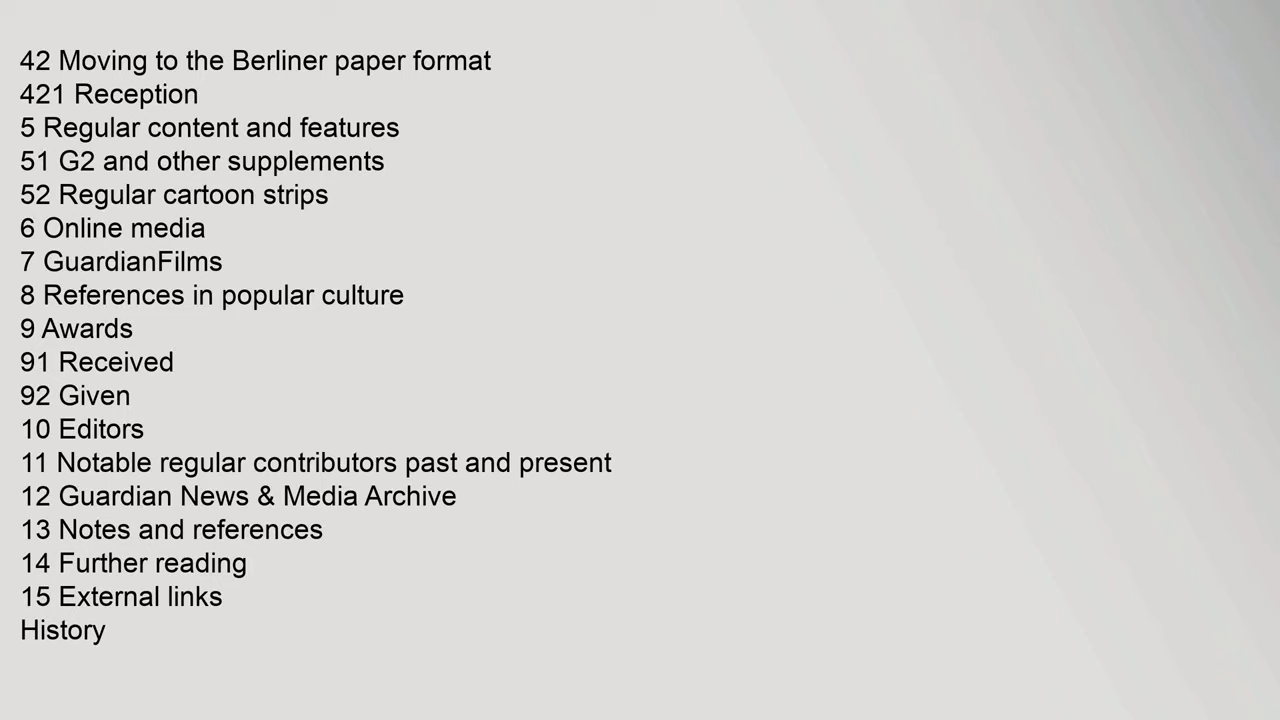 42 Moving to the Berliner paper format
421 Reception
5 Regular content and features
51 G2 and other supplements
52 Regular cartoon strips
6 Online media
7 GuardianFilms
8 References in popular culture
9 Awards
91 Received
92 Given
10 Editors
11 Notable regular contributors past and present
12 Guardian News & Media Archive
13 Notes and references
14 Further reading
15 External links
History